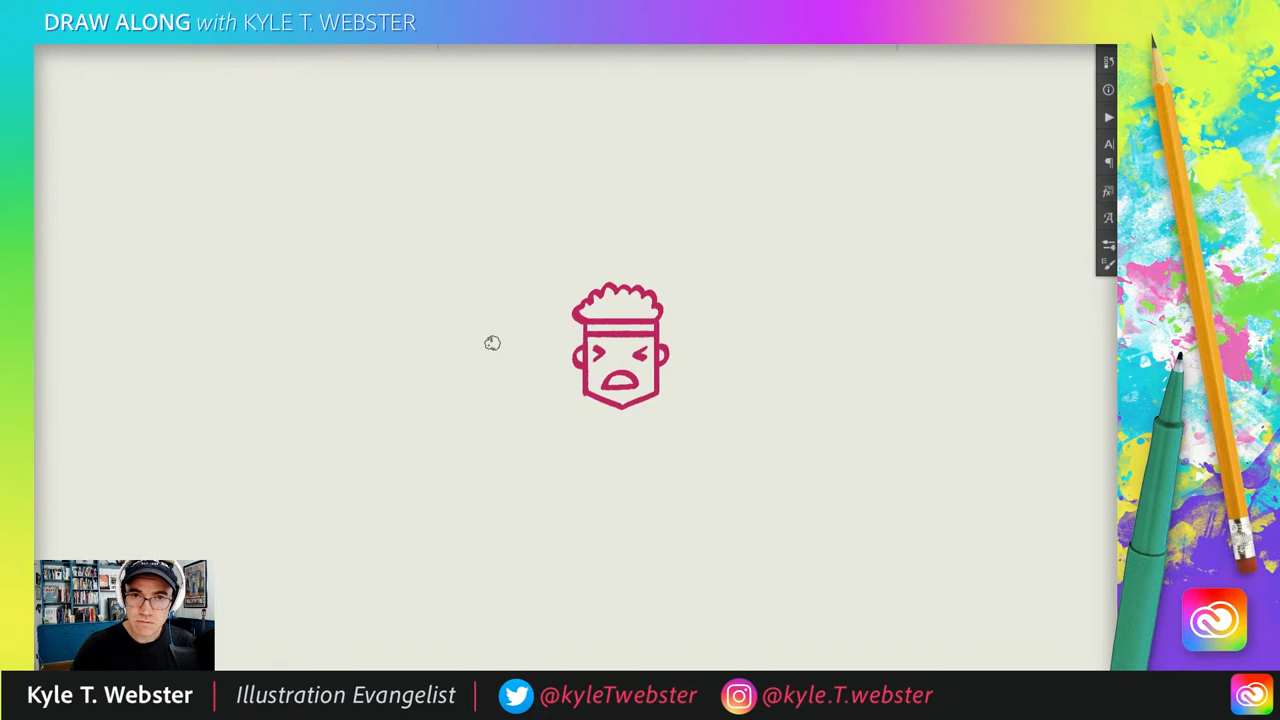 DRAW ALONG with KYLE T. WEBSTER
Kyle T. Webster | Illustration Evangelist | @kyleTwebster @kyle.T.webster